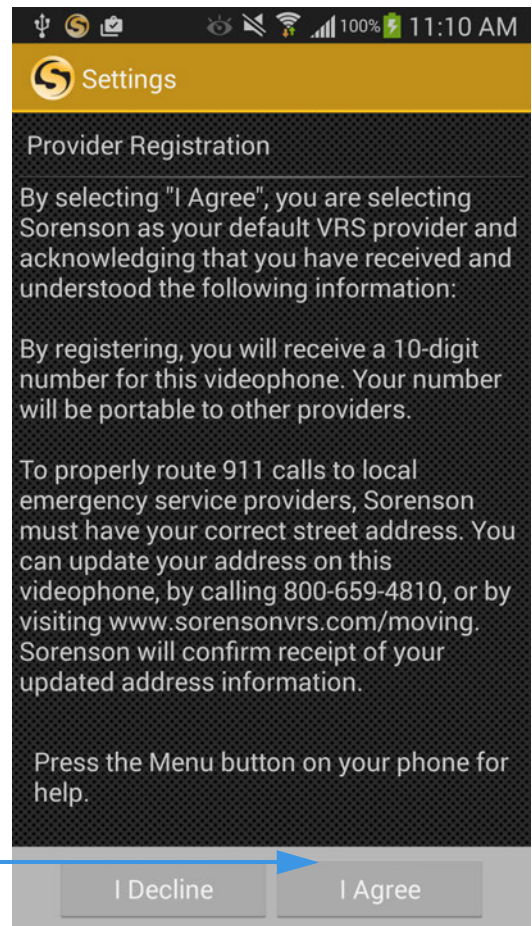 100% 11:10 AM
Settings
Provider Registration
By selecting "I Agree", you are selecting
Sorenson as your default VRS provider and
acknowledging that you have received and
understood the following information:
By registering, you will receive a 10-digit
number for this videophone. Your number
will be portable to other providers.
To properly route 911 calls to local
emergency service providers, Sorenson
must have your correct street address. You
can update your address on this
videophone, by calling 800-659-4810, or by
visiting www.sorensonvrs.com/moving.
Sorenson will confirm receipt of your
updated address information.
Press the Menu button on your phone for
help.
I Decline I Agree